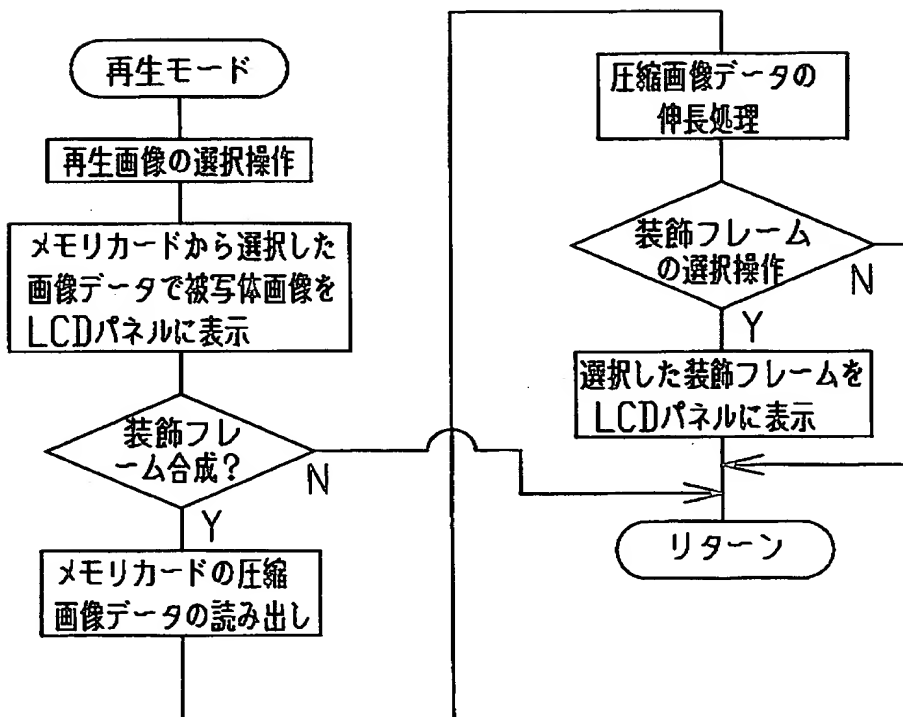 再生モード
再生画像の選択操作
メモリカードから選択した
画像データで被写体画像を
LCDパネルに表示
装飾フレ
ーム合成?
N
Y
メモリカードの圧縮
画像データの読み出し
圧縮画像データの
伸長処理
装飾フレーム
の選択操作
N
Y
選択した装飾フレームを
LCDパネルに表示
リターン